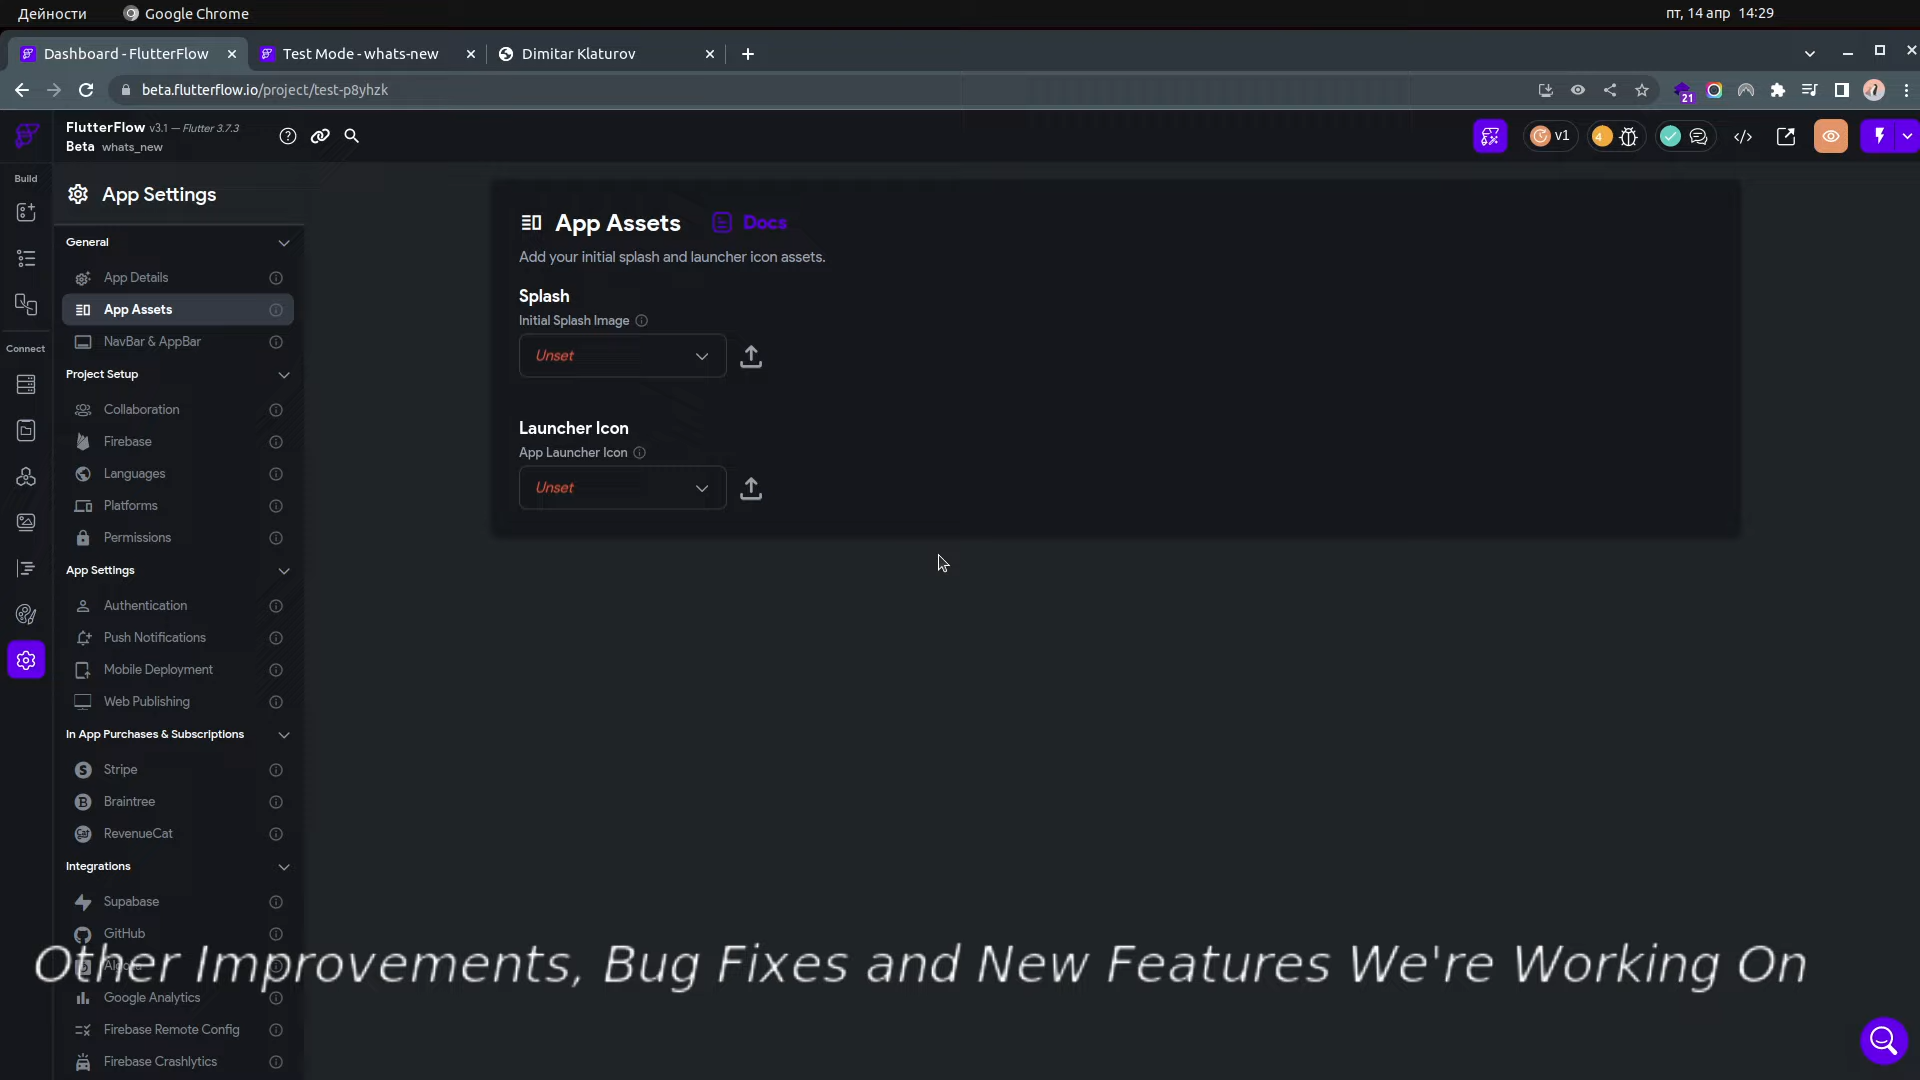 Дейности
Google Chrome
пт, 14 апр 14:29
Dashboard - FlutterFlow
Test Mode - whats-new
Dimitar Klaturov
beta.flutterflow.io/project/test-p8yhzk
21
FlutterFlow v3.1 — Flutter 3.7.3
Beta whats_new
v1
4
Build
Connect
App Settings
General
App Details
App Assets
NavBar & AppBar
Project Setup
Collaboration
Firebase
Languages
Platforms
Permissions
App Settings
Authentication
Push Notifications
Mobile Deployment
Web Publishing
In App Purchases & Subscriptions
Stripe
Braintree
RevenueCat
Integrations
Supabase
GitHub
Algolia
Google Analytics
Firebase Remote Config
Firebase Crashlytics
App Assets
Docs
Add your initial splash and launcher icon assets.
Splash
Initial Splash Image
Unset
Launcher Icon
App Launcher Icon
Unset
Other Improvements, Bug Fixes and New Features We're Working On